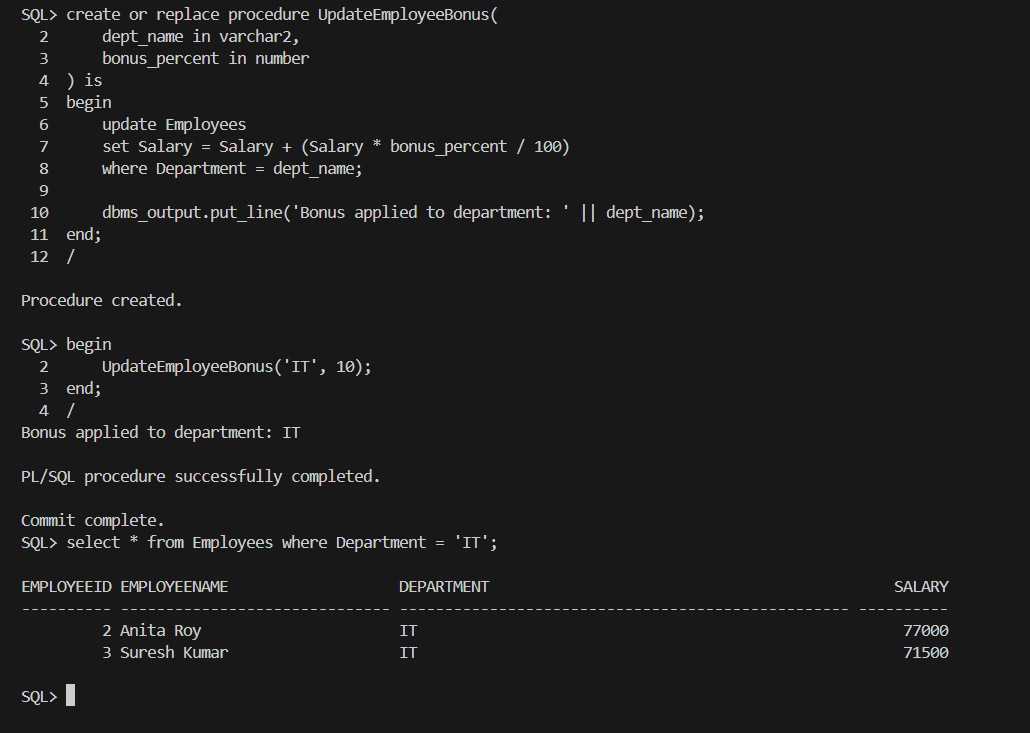 SQL> create or replace procedure UpdateEmployeeBonus(
  2      dept_name in varchar2,
  3      bonus_percent in number
  4  ) is
  5  begin
  6      update Employees
  7      set Salary = Salary + (Salary * bonus_percent / 100)
  8      where Department = dept_name;
  9
 10      dbms_output.put_line('Bonus applied to department: ' || dept_name);
 11  end;
 12  /
Procedure created.
SQL> begin
  2      UpdateEmployeeBonus('IT', 10);
  3  end;
  4  /
Bonus applied to department: IT
PL/SQL procedure successfully completed.
Commit complete.
SQL> select * from Employees where Department = 'IT';
EMPLOYEEID EMPLOYEENAME                   DEPARTMENT                                             SALARY
---------- ------------------------------ -------------------------------------------------- ----------
         2 Anita Roy                      IT                                                      77000
         3 Suresh Kumar                   IT                                                      71500
SQL>